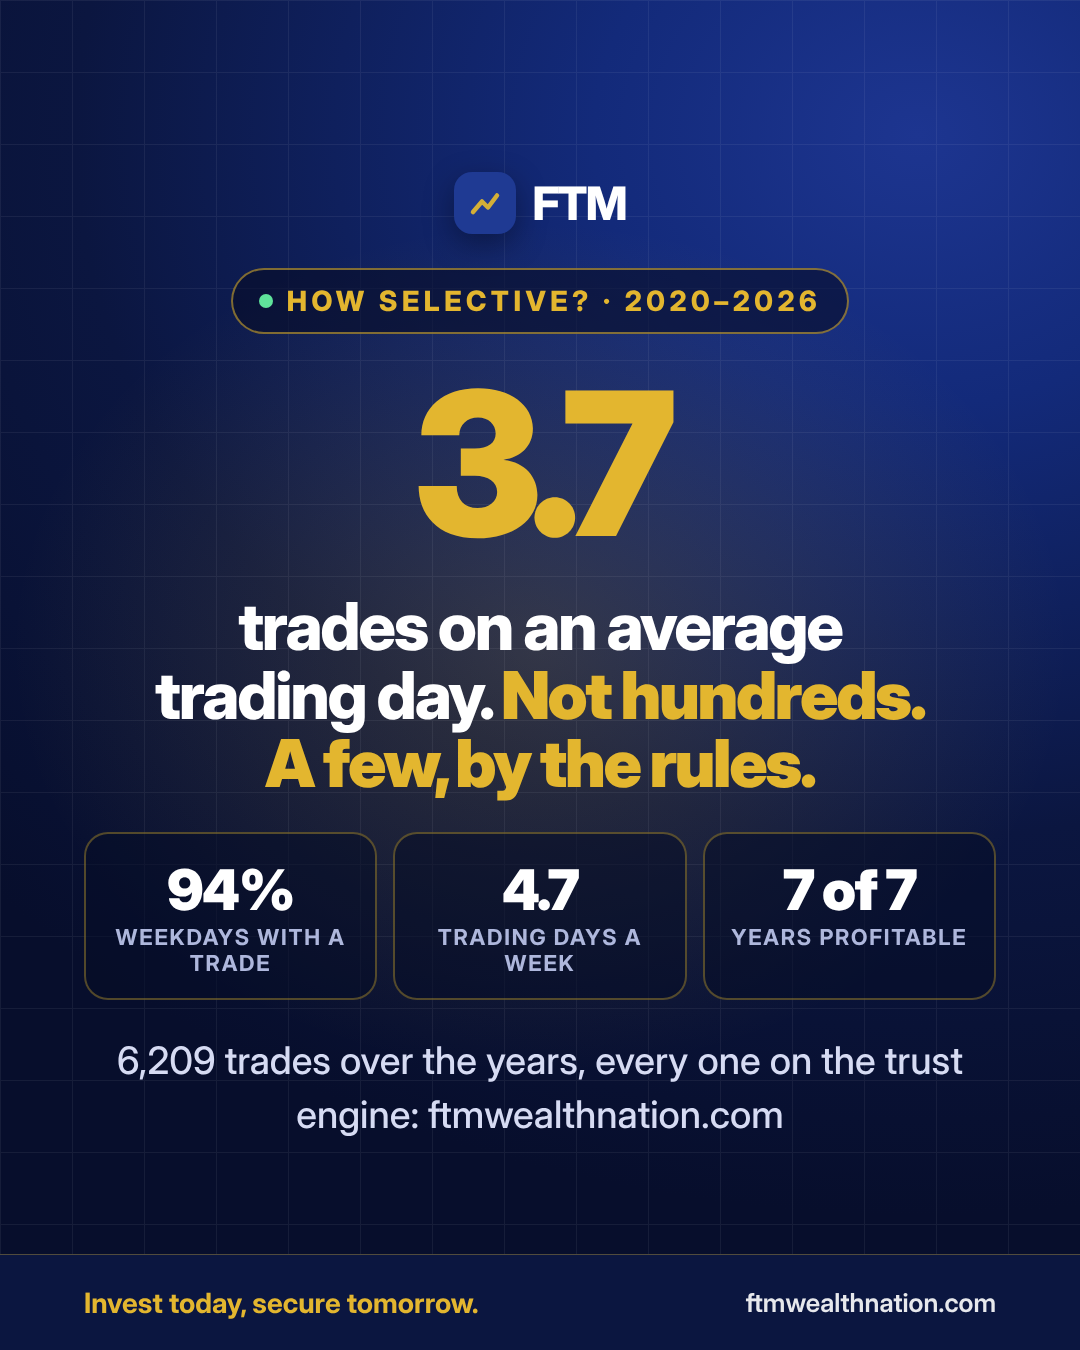 FTM
HOW SELECTIVE? · 2020–2026
3.7
trades on an average
trading day. Not hundreds.
A few, by the rules.
94%
WEEKDAYS WITH A
TRADE
4.7
TRADING DAYS A
WEEK
7 of 7
YEARS PROFITABLE
6,209 trades over the years, every one on the trust
engine: ftmwealthnation.com
Invest today, secure tomorrow.
ftmwealthnation.com